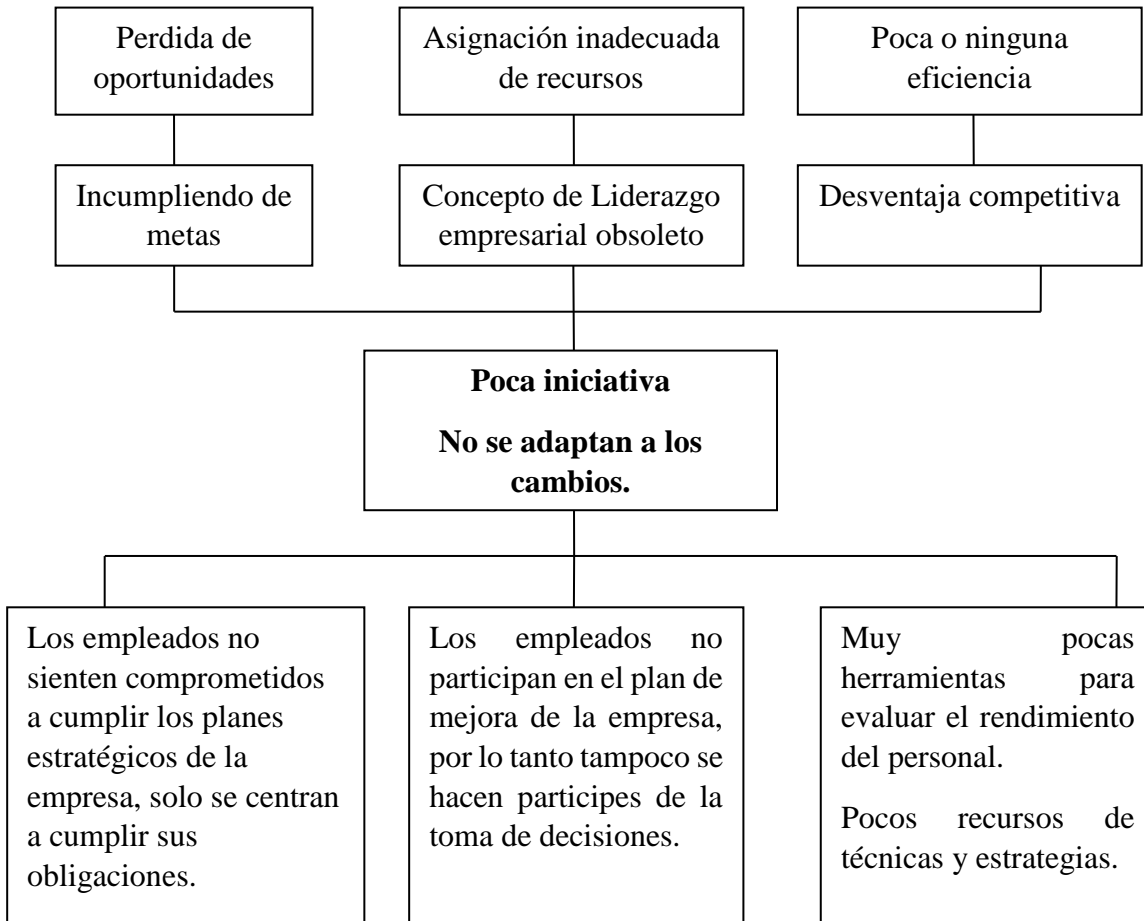 Perdida de
oportunidades
Asignación inadecuada
de recursos
Poca o ninguna
eficiencia
Incumpliendo de
metas
Concepto de Liderazgo
empresarial obsoleto
Desventaja competitiva
Poca iniciativa
No se adaptan a los
cambios.
Los empleados no
sienten comprometidos
a cumplir los planes
estratégicos de la
empresa, solo se centran
a cumplir sus
obligaciones.
Los empleados no
participan en el plan de
mejora de la empresa,
por lo tanto tampoco se
hacen participes de la
toma de decisiones.
Muy pocas
herramientas para
evaluar el rendimiento
del personal.
Pocos recursos de
técnicas y estrategias.